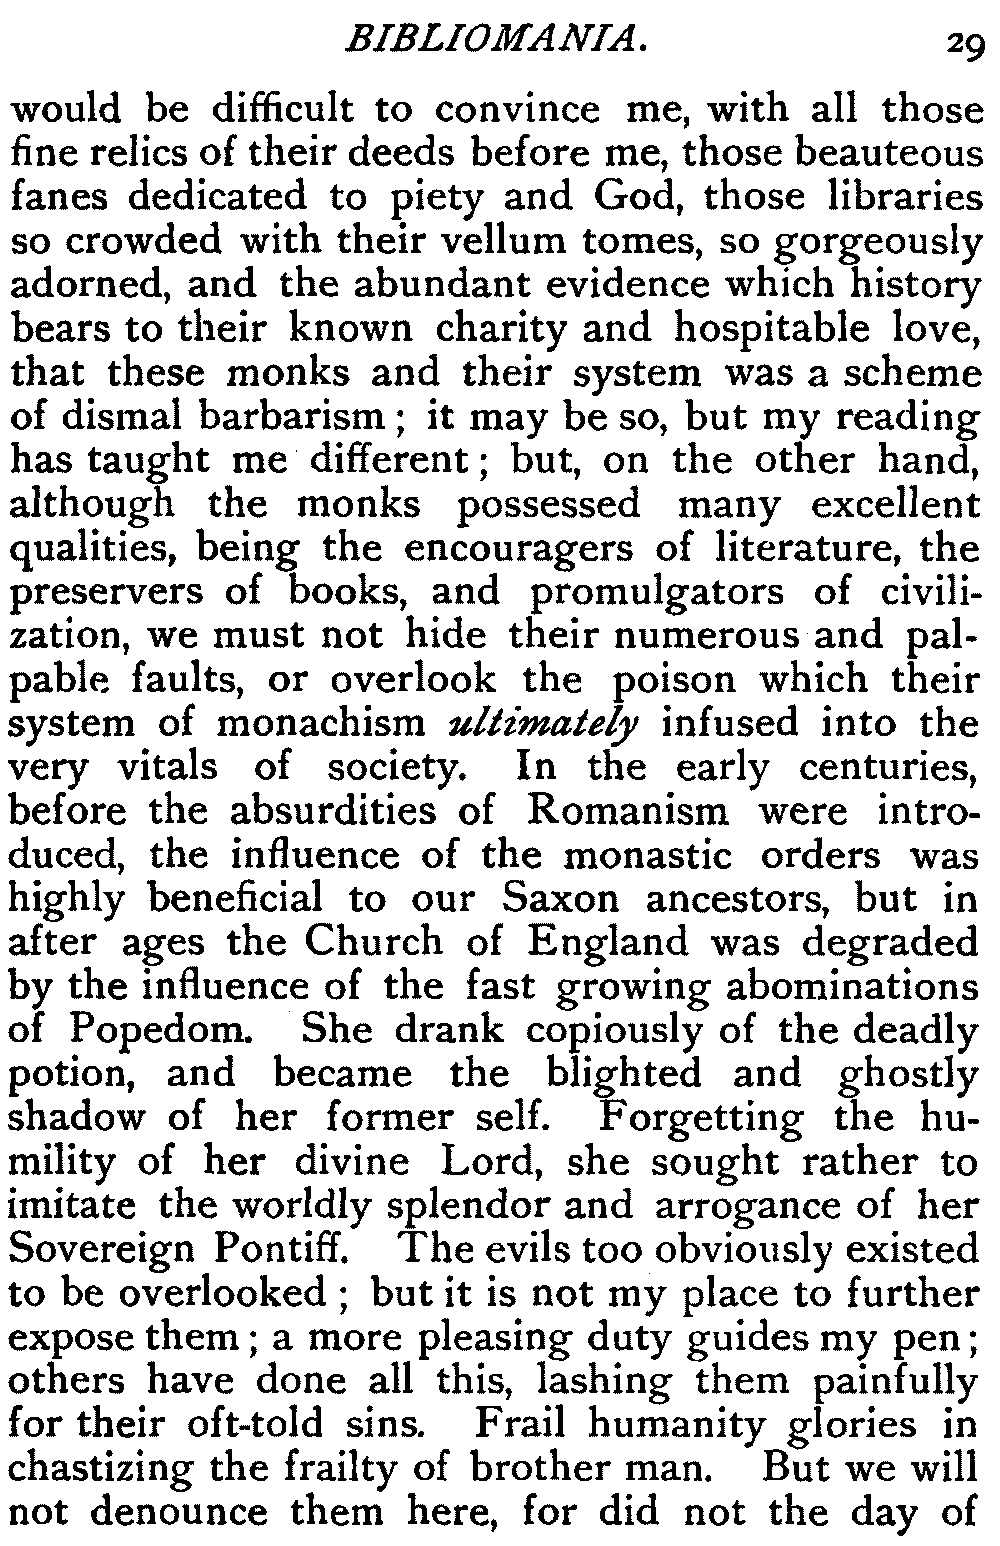 BIBLIOMANIA. 29
would be difficult to convince me, with all those
fine relics of their deeds before me, those beauteous
fanes dedicated to piety and God, those libraries
so crowded with their vellum tomes, so gorgeously
adorned, and the abundant evidence which history
bears to their known charity and hospitable love,
that these monks and their system was a scheme
of dismal barbarism ; it may be so, but my reading
has taught me different ; but, on the other hand,
although the monks possessed many excellent
qualities, being the encouragers of literature, the
preservers of books, and promulgators of civili-
zation, we must not hide their numerous and pal-
pable faults, or overlook the poison which their
system of monachism ultimately infused into the
very vitals of society. In the early centuries,
before the absurdities of Romanism were intro-
duced, the influence of the monastic orders was
highly beneficial to our Saxon ancestors, but in
after ages the Church of England was degraded
by the influence of the fast growing abominations
of Popedom. She drank copiously of the deadly
potion, and became the blighted and ghostly
shadow of her former self. Forgetting the hu-
mility of her divine Lord, she sought rather to
imitate the worldly splendor and arrogance of her
Sovereign Pontiff. The evils too obviously existed
to be overlooked ; but it is not my place to further
expose them ; a more pleasing duty guides my pen ;
others have done all this, lashing them painfully
for their oft-told sins. Frail humanity glories in
chastizing the frailty of brother man. But we will
not denounce them here, for did not the day of